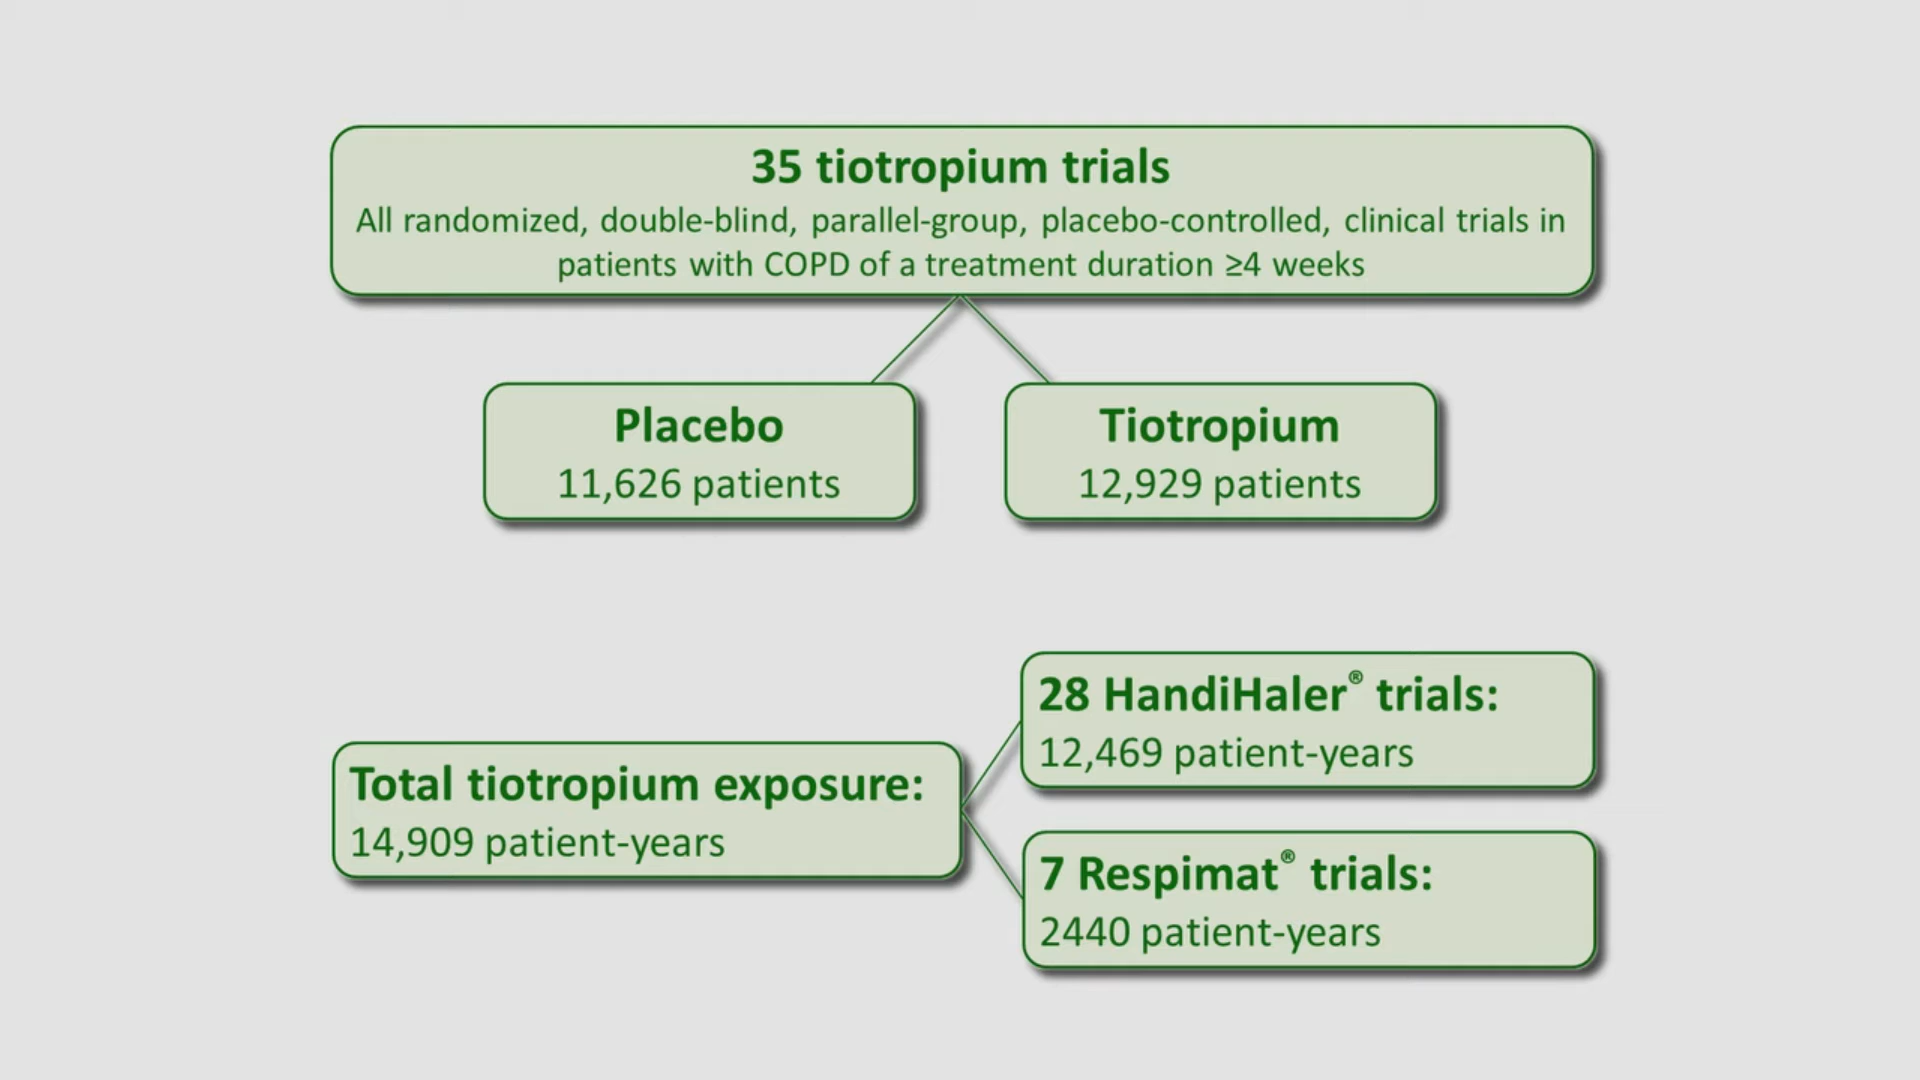 35 tiotropium trials
All randomized, double-blind, parallel-group, placebo-controlled, clinical trials in
patients with COPD of a treatment duration ≥4 weeks
Placebo
11,626 patients
Tiotropium
12,929 patients
Total tiotropium exposure:
14,909 patient-years
28 HandiHaler® trials:
12,469 patient-years
7 Respimat® trials:
2440 patient-years